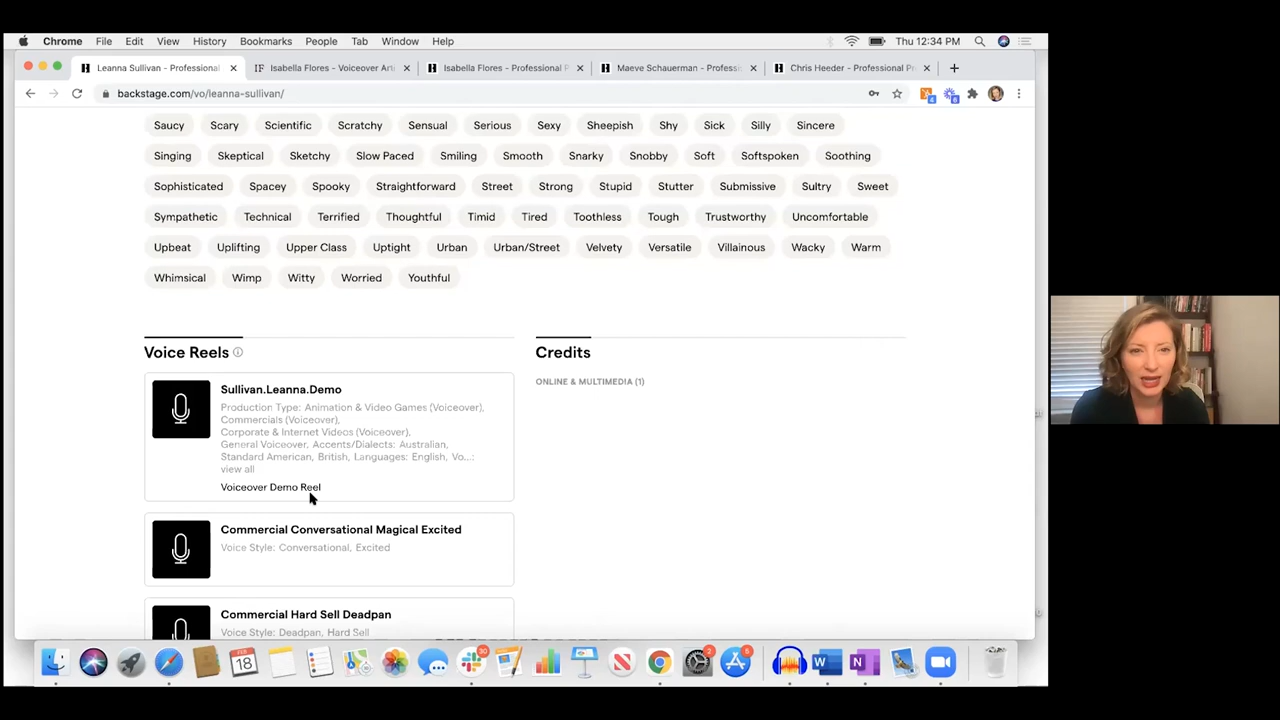 Chrome File Edit View History Bookmarks People Tab Window Help Thu 12:34 PM
Leanna Sullivan - Professional Isabella Flores - Voiceover Art Isabella Flores - Professional P Maeve Schauerman - Professi Chris Heeder - Professional Pr
backstage.com/vo/leanna-sullivan/
Saucy Scary Scientific Scratchy Sensual Serious Sexy Sheepish Shy Sick Silly Sincere
Singing Skeptical Sketchy Slow Paced Smiling Smooth Snarky Snobby Soft Softspoken Soothing
Sophisticated Spacey Spooky Straightforward Street Strong Stupid Stutter Submissive Sultry Sweet
Sympathetic Technical Terrified Thoughtful Timid Tired Toothless Tough Trustworthy Uncomfortable
Upbeat Uplifting Upper Class Uptight Urban Urban/Street Velvety Versatile Villainous Wacky Warm
Whimsical Wimp Witty Worried Youthful
Voice Reels
Sullivan.Leanna.Demo
Production Type: Animation & Video Games (Voiceover),
Commercials (Voiceover),
Corporate & Internet Videos (Voiceover),
General Voiceover, Accents/Dialects: Australian,
Standard American, British, Languages: English, Vo...:
view all
Voiceover Demo Reel
Commercial Conversational Magical Excited
Voice Style: Conversational, Excited
Commercial Hard Sell Deadpan
Voice Style: Deadpan, Hard Sell
Credits
ONLINE & MULTIMEDIA (1)
FEB
18
30
2
5